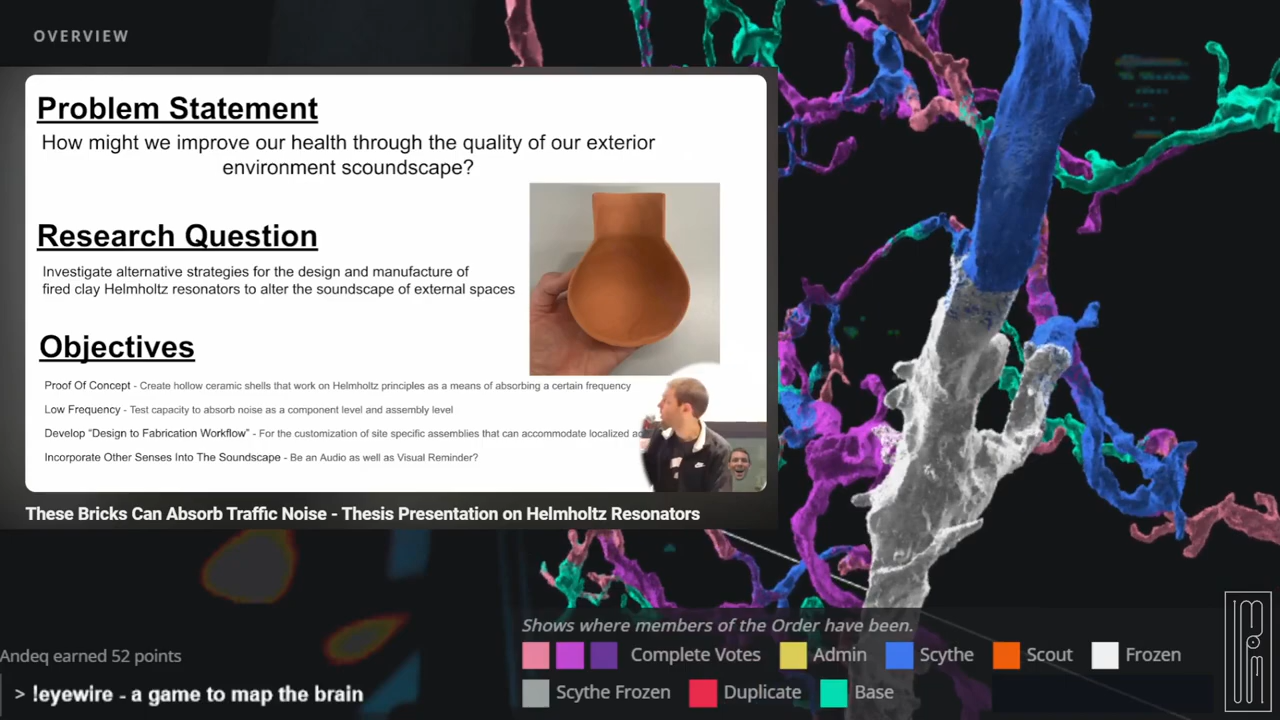 OVERVIEW
Problem Statement
How might we improve our health through the quality of our exterior
environment scoundscape?
Research Question
Investigate alternative strategies for the design and manufacture of
fired clay Helmholtz resonators to alter the soundscape of external spaces
Objectives
Proof Of Concept - Create hollow ceramic shells that work on Helmholtz principles as a means of absorbing a certain frequency
Low Frequency - Test capacity to absorb noise as a component level and assembly level
Develop “Design to Fabrication Workflow” - For the customization of site specific assemblies that can accommodate localized
Incorporate Other Senses Into The Soundscape - Be an Audio as well as Visual Reminder?
These Bricks Can Absorb Traffic Noise - Thesis Presentation on Helmholtz Resonators
Andeq earned 52 points
> !eyewire - a game to map the brain
Shows where members of the Order have been.
Complete Votes Admin Scythe Scout Frozen
Scythe Frozen Duplicate Base